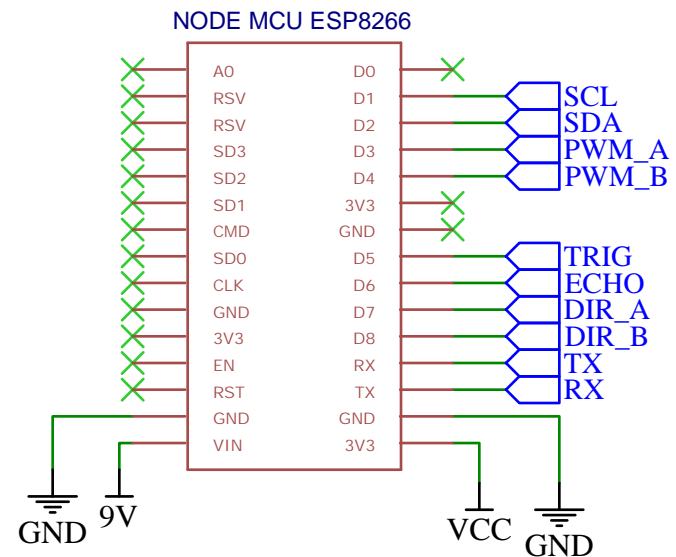 NODE MCU ESP8266
A0 D0
RSV D1 SCL
RSV D2 SDA
SD3 D3 PWM_A
SD2 D4 PWM_B
SD1 3V3
CMD GND
SD0 D5 TRIG
CLK D6 ECHO
GND D7 DIR_A
3V3 D8 DIR_B
EN RX TX
RST TX RX
GND GND
VIN 3V3
GND 9V VCC GND